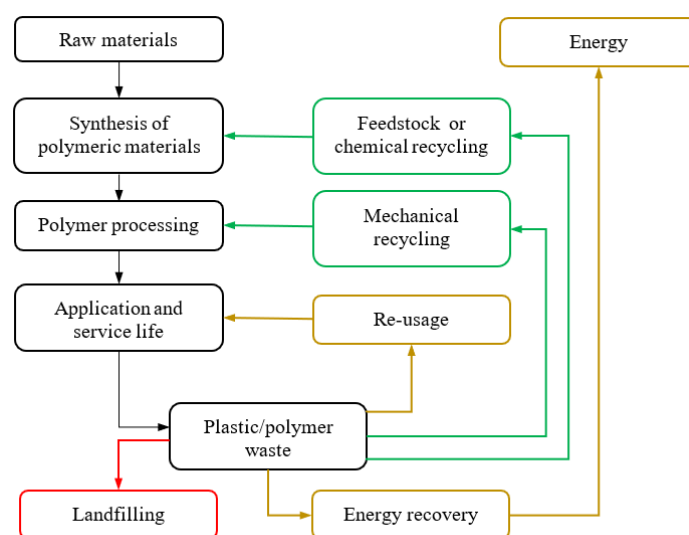 Raw materials
Energy
Synthesis of
polymeric materials
Feedstock or
chemical recycling
Polymer processing
Mechanical
recycling
Application and
service life
Re-usage
Plastic/polymer
waste
Landfilling
Energy recovery